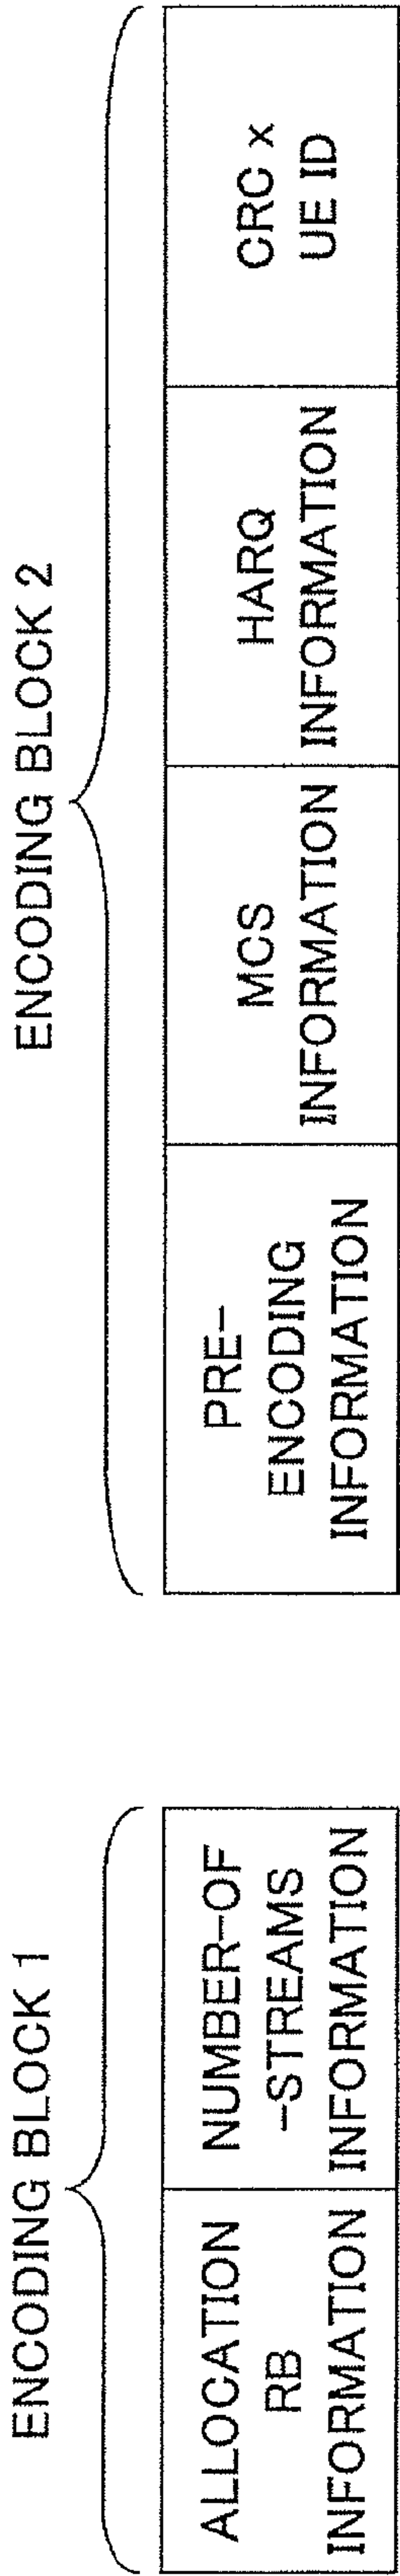 ENCODING BLOCK 1
ALLOCATION
RB
INFORMATION
NUMBER-OF
-STREAMS
INFORMATION
ENCODING BLOCK 2
PRE-
ENCODING
INFORMATION
MCS
INFORMATION
HARQ
INFORMATION
CRC x
UE ID